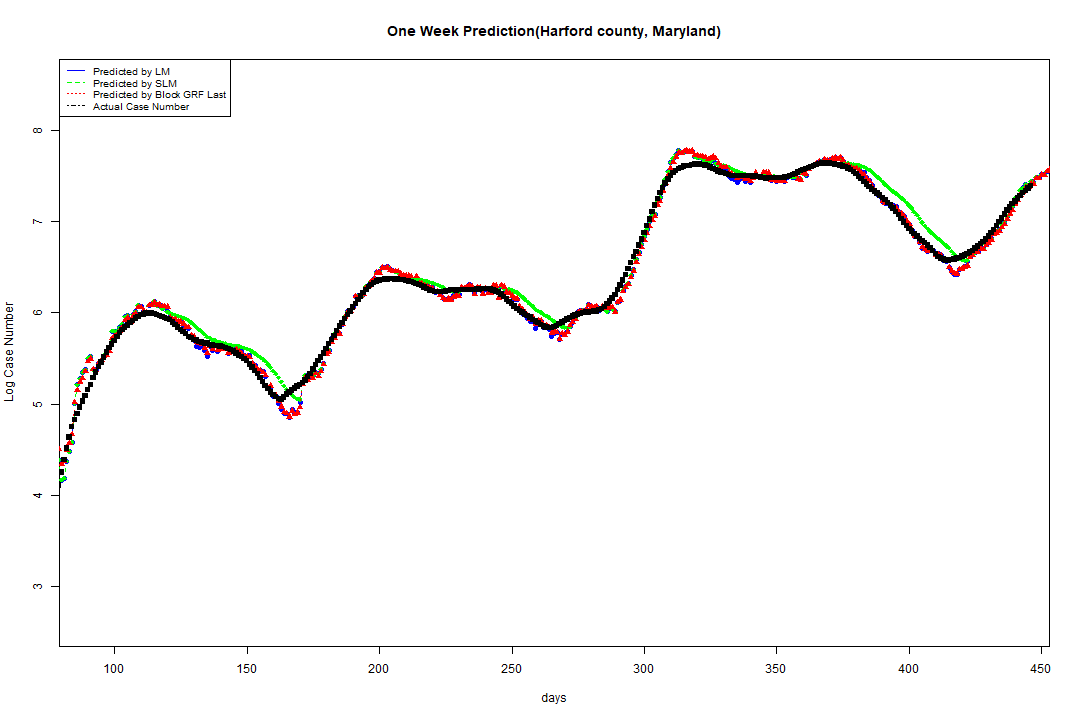 One Week Prediction(Harford county, Maryland)
Predicted by LM
Predicted by SLM
Predicted by Block GRF Last
Actual Case Number
Log Case Number
8
7
6
5
4
3
100 150 200 250 300 350 400 450
days